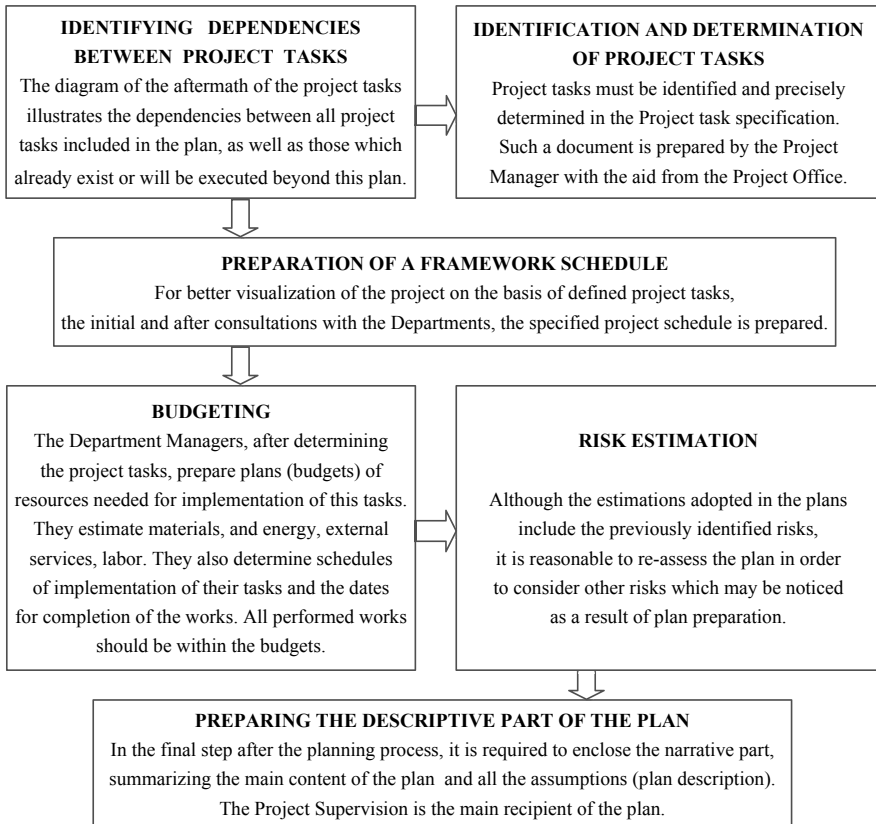 IDENTIFYING DEPENDENCIES
BETWEEN PROJECT TASKS
The diagram of the aftermath of the project tasks
illustrates the dependencies between all project
tasks included in the plan, as well as those which
already exist or will be executed beyond this plan.
IDENTIFICATION AND DETERMINATION
OF PROJECT TASKS
Project tasks must be identified and precisely
determined in the Project task specification.
Such a document is prepared by the Project
Manager with the aid from the Project Office.
PREPARATION OF A FRAMEWORK SCHEDULE
For better visualization of the project on the basis of defined project tasks,
the initial and after consultations with the Departments, the specified project schedule is prepared.
BUDGETING
The Department Managers, after determining
the project tasks, prepare plans (budgets) of
resources needed for implementation of this tasks.
They estimate materials, and energy, external
services, labor. They also determine schedules
of implementation of their tasks and the dates
for completion of the works. All performed works
should be within the budgets.
RISK ESTIMATION
Although the estimations adopted in the plans
include the previously identified risks,
it is reasonable to re-assess the plan in order
to consider other risks which may be noticed
as a result of plan preparation.
PREPARING THE DESCRIPTIVE PART OF THE PLAN
In the final step after the planning process, it is required to enclose the narrative part,
summarizing the main content of the plan and all the assumptions (plan description).
The Project Supervision is the main recipient of the plan.